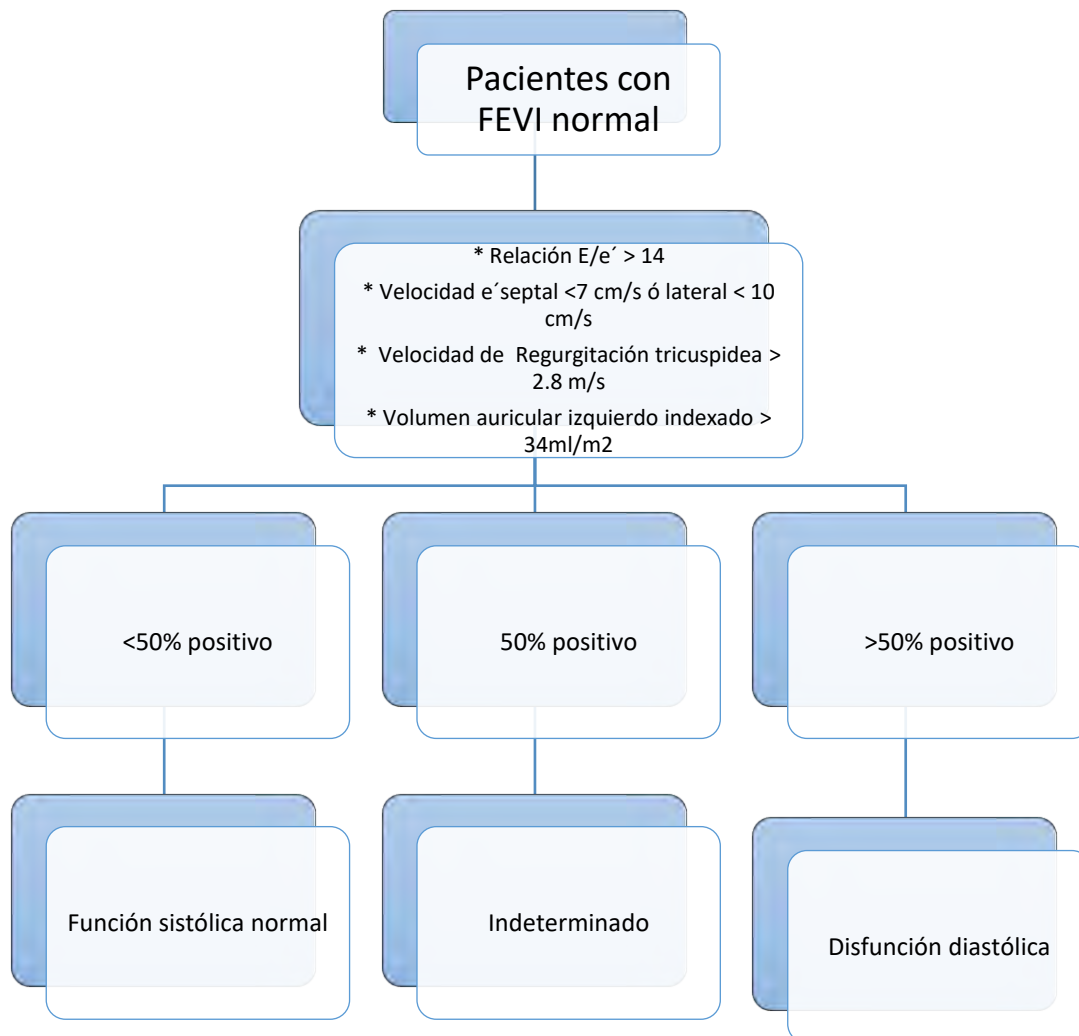 Pacientes con
FEVI normal
* Relación E/e´ > 14
* Velocidad e´septal <7 cm/s ó lateral < 10
cm/s
* Velocidad de Regurgitación tricuspidea >
2.8 m/s
* Volumen auricular izquierdo indexado >
34ml/m2
<50% positivo
50% positivo
>50% positivo
Función sistólica normal
Indeterminado
Disfunción diastólica